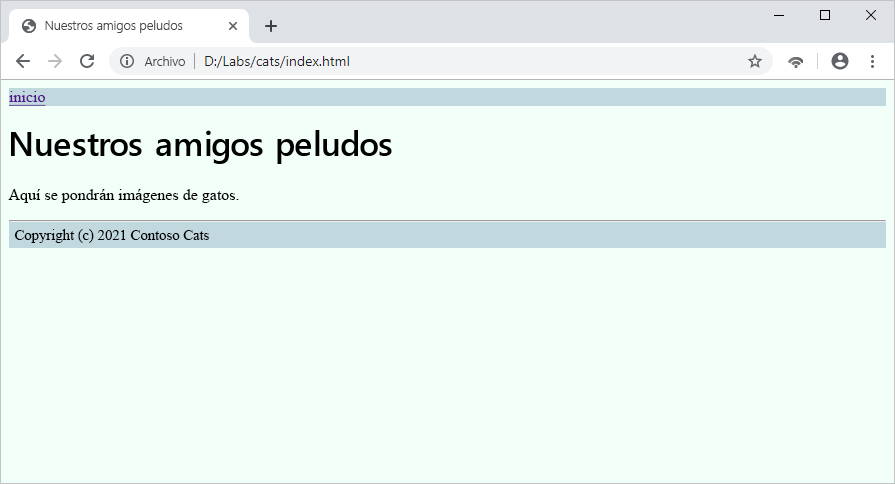 Nuestros amigos peludos
Archivo D:/Labs/cats/index.html
inicio
Nuestros amigos peludos
Aquí se pondrán imágenes de gatos.
Copyright (c) 2021 Contoso Cats